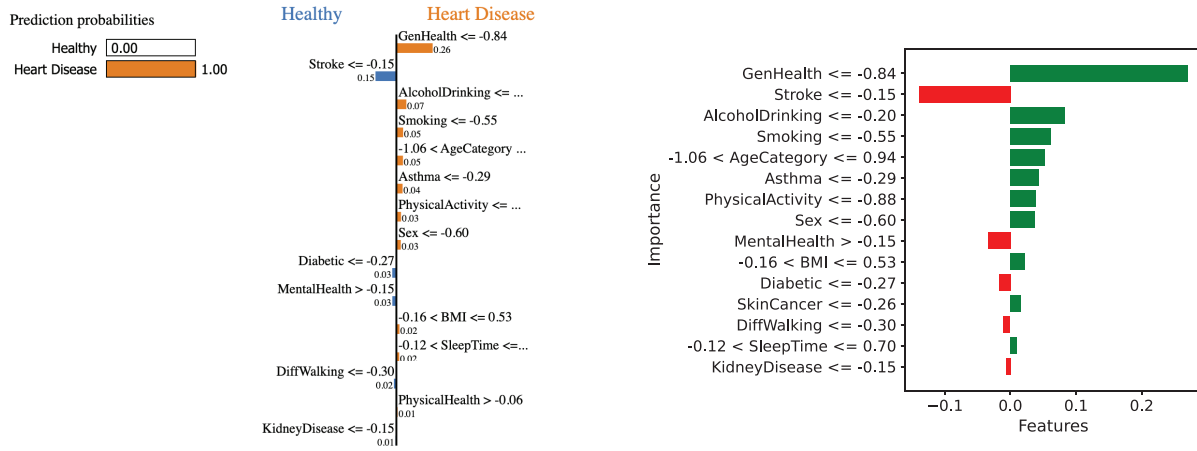 Prediction probabilities
Healthy 0.00
Heart Disease 1.00
Healthy Heart Disease
GenHealth <= -0.84
0.26
Stroke <= -0.15
0.15
AlcoholDrinking <= ...
0.07
Smoking <= -0.55
0.05
-1.06 < AgeCategory ...
0.05
Asthma <= -0.29
0.04
PhysicalActivity <= ...
0.03
Sex <= -0.60
0.03
Diabetic <= -0.27
0.03
MentalHealth > -0.15
0.03
-0.16 < BMI <= 0.53
0.02
-0.12 < SleepTime <=...
0.02
DiffWalking <= -0.30
0.02
PhysicalHealth > -0.06
0.01
KidneyDisease <= -0.15
0.01
Importance
GenHealth <= -0.84
Stroke <= -0.15
AlcoholDrinking <= -0.20
Smoking <= -0.55
-1.06 < AgeCategory <= 0.94
Asthma <= -0.29
PhysicalActivity <= -0.88
Sex <= -0.60
MentalHealth > -0.15
-0.16 < BMI <= 0.53
Diabetic <= -0.27
SkinCancer <= -0.26
DiffWalking <= -0.30
-0.12 < SleepTime <= 0.70
KidneyDisease <= -0.15
−0.1 0.0 0.1 0.2
Features